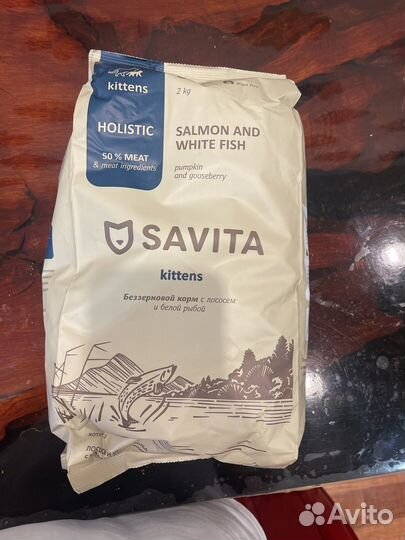 kittens
2 kg
HOLISTIC
SALMON AND
WHITE FISH
50 % MEAT
& meat ingredients
pumpkin
and gooseberry
SAVITA
kittens
Беззерновой корм с лососем
и белой рыбой
Avito